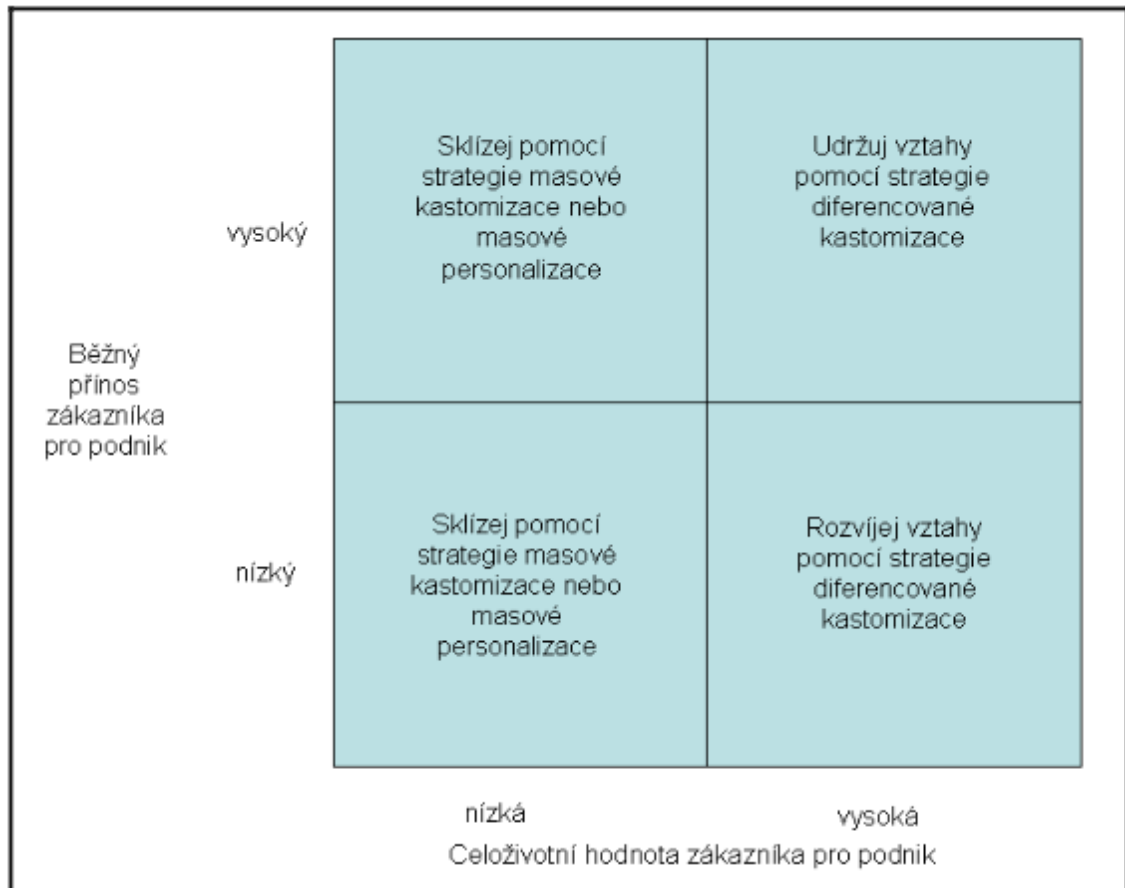 Sklízej pomocí
strategie masové
kastomizace nebo
masové
personalizace
Udržuj vztahy
pomocí strategie
diferencované
kastomizace
vysoký
Běžný
přínos
zákazníka
pro podnik
Sklízej pomocí
strategie masové
kastomizace nebo
masové
personalizace
Rozvíjej vztahy
pomocí strategie
diferencované
kastomizace
nízký
nízká
vysoká
Celoživotní hodnota zákazníka pro podnik